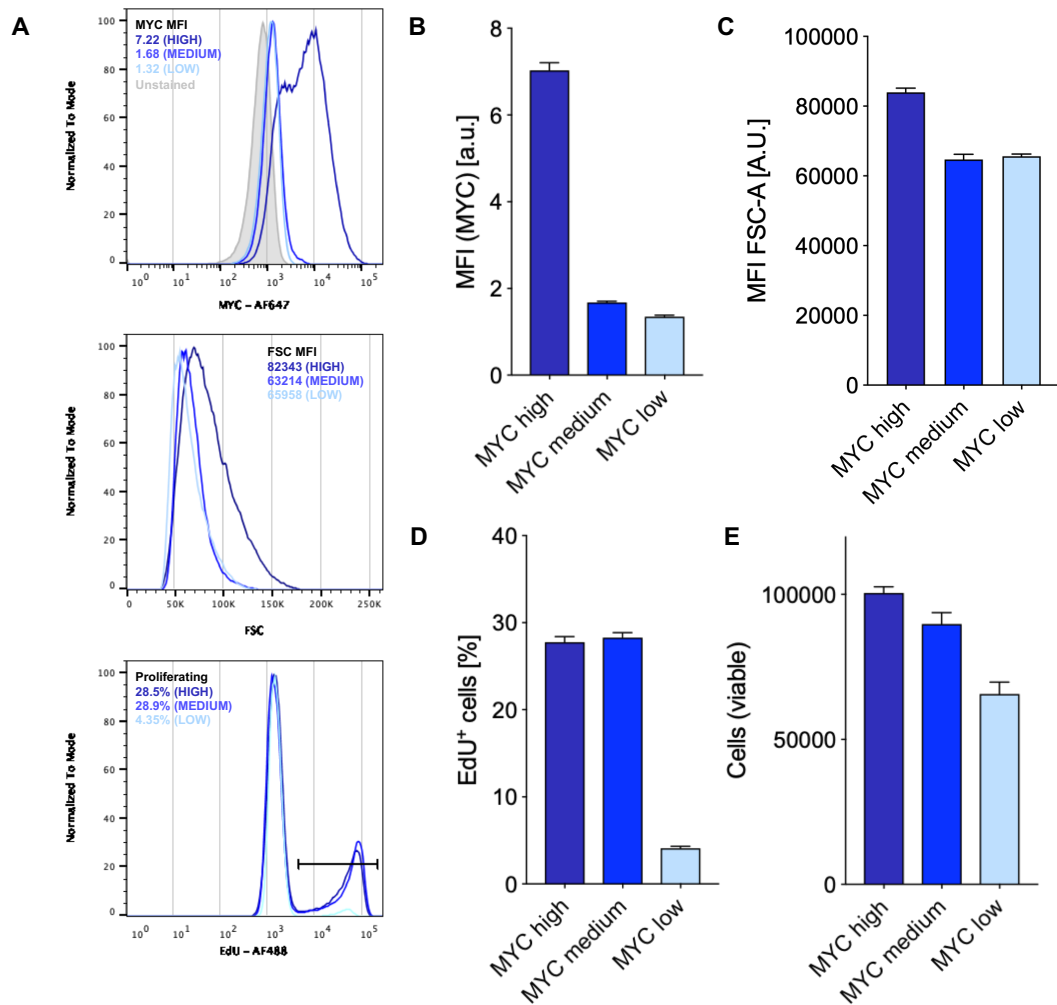 A
MYC MFI
7.22 (HIGH)
1.68 (MEDIUM)
1.32 (LOW)
Unstained
Normalized To Mode
100
80
60
40
20
0
10^0 10^1 10^2 10^3 10^4 10^5
MYC - AF647
FSC MFI
82343 (HIGH)
63214 (MEDIUM)
65958 (LOW)
Normalized To Mode
100
80
60
40
20
0
0 50K 100K 150K 200K 250K
FSC
Proliferating
28.5% (HIGH)
28.9% (MEDIUM)
4.35% (LOW)
Normalized To Mode
100
80
60
40
20
0
10^0 10^1 10^2 10^3 10^4 10^5
EdU - AF488
B
MFI (MYC) [a.u.]
8
6
4
2
0
MYC high
MYC medium
MYC low
C
MFI FSC-A [A.U.]
100000
80000
60000
40000
20000
0
MYC high
MYC medium
MYC low
D
EdU⁺ cells [%]
40
30
20
10
0
MYC high
MYC medium
MYC low
E
Cells (viable)
100000
50000
0
MYC high
MYC medium
MYC low